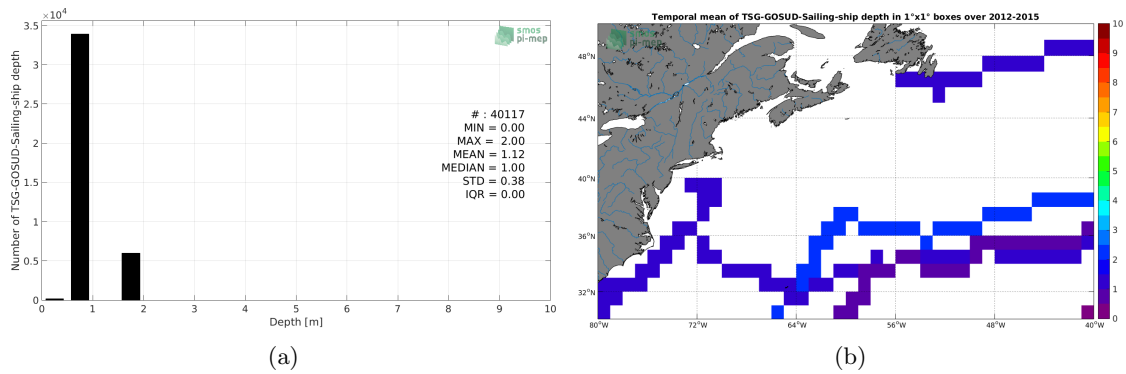 ×10⁴
3.5
3
2.5
2
1.5
1
0.5
0
Number of TSG-GOSUD-Sailing-ship depth
smos
pi-mep
# : 40117
MIN = 0.00
MAX = 2.00
MEAN = 1.12
MEDIAN = 1.00
STD = 0.38
IQR = 0.00
0 1 2 3 4 5 6 7 8 9 10
Depth [m]
(a)
Temporal mean of TSG-GOSUD-Sailing-ship depth in 1°x1° boxes over 2012-2015
smos
pi-mep
48°N
44°N
40°N
36°N
32°N
80°W 72°W 64°W 56°W 48°W 40°W
10
9
8
7
6
5
4
3
2
1
0
(b)